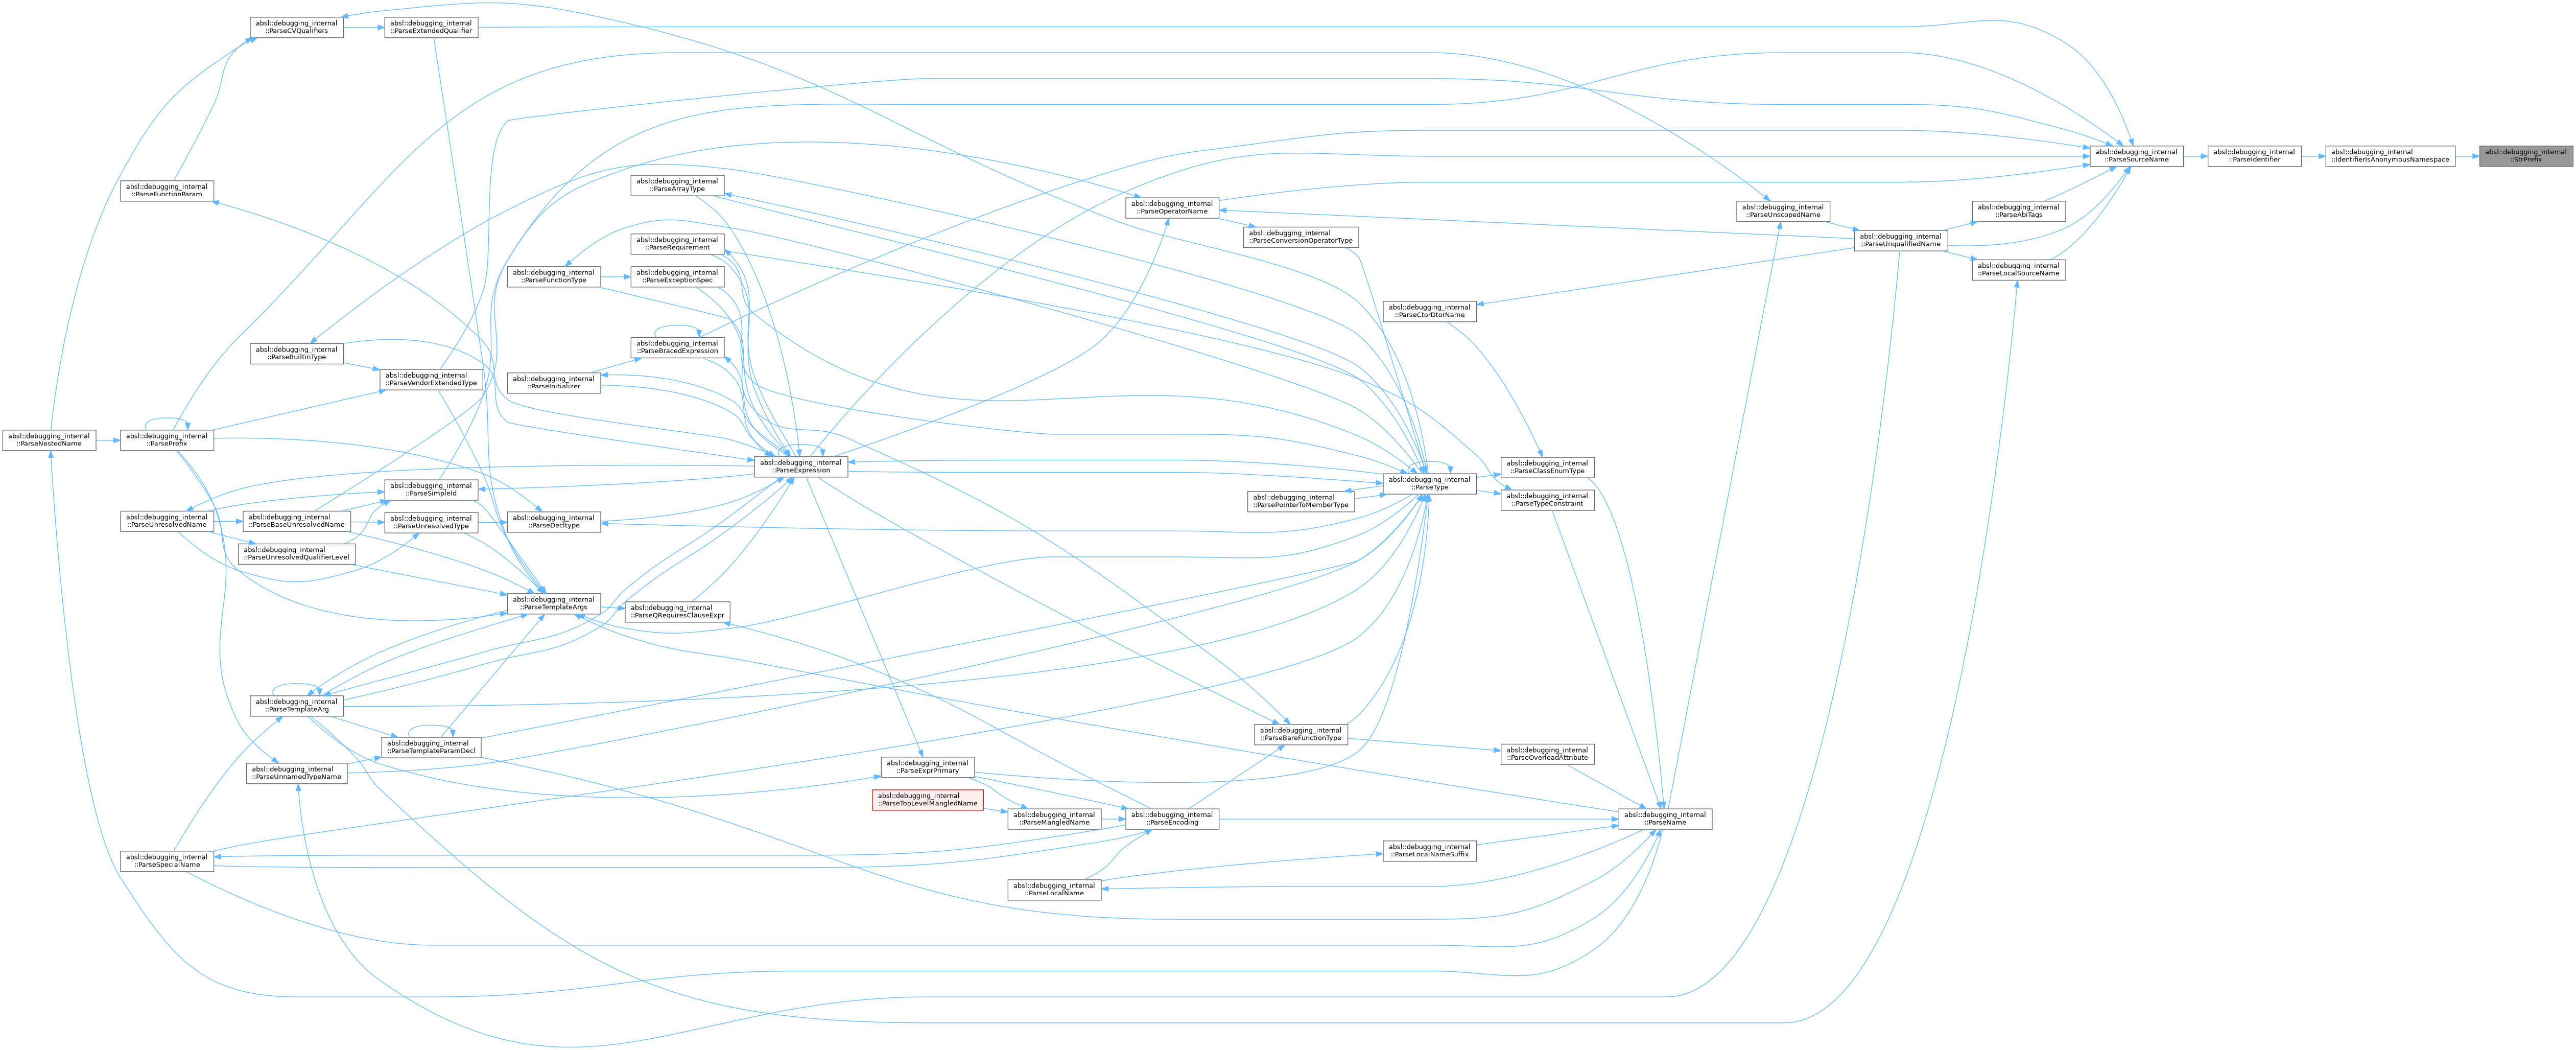 absl::debugging_internal
::ParseCVQualifiers
absl::debugging_internal
::ParseExtendedQualifier
absl::debugging_internal
::ParseSourceName
absl::debugging_internal
::ParseIdentifier
absl::debugging_internal
::IdentifierIsAnonymousNamespace
absl::debugging_internal
::StrPrefix
absl::debugging_internal
::ParseFunctionParam
absl::debugging_internal
::ParseArrayType
absl::debugging_internal
::ParseOperatorName
absl::debugging_internal
::ParseUnscopedName
absl::debugging_internal
::ParseAbiTags
absl::debugging_internal
::ParseRequirement
absl::debugging_internal
::ParseConversionOperatorType
absl::debugging_internal
::ParseUnqualifiedName
absl::debugging_internal
::ParseFunctionType
absl::debugging_internal
::ParseExceptionSpec
absl::debugging_internal
::ParseLocalSourceName
absl::debugging_internal
::ParseCtorDtorName
absl::debugging_internal
::ParseBuiltinType
absl::debugging_internal
::ParseBracedExpression
absl::debugging_internal
::ParseVendorExtendedType
absl::debugging_internal
::ParseInitializer
absl::debugging_internal
::ParseNestedName
absl::debugging_internal
::ParsePrefix
absl::debugging_internal
::ParseExpression
absl::debugging_internal
::ParseClassEnumType
absl::debugging_internal
::ParseSimpleId
absl::debugging_internal
::ParseType
absl::debugging_internal
::ParsePointerToMemberType
absl::debugging_internal
::ParseTypeConstraint
absl::debugging_internal
::ParseUnresolvedName
absl::debugging_internal
::ParseBaseUnresolvedName
absl::debugging_internal
::ParseUnresolvedType
absl::debugging_internal
::ParseDecltype
absl::debugging_internal
::ParseUnresolvedQualifierLevel
absl::debugging_internal
::ParseTemplateArgs
absl::debugging_internal
::ParseQRequiresClauseExpr
absl::debugging_internal
::ParseTemplateArg
absl::debugging_internal
::ParseTemplateParamDecl
absl::debugging_internal
::ParseBareFunctionType
absl::debugging_internal
::ParseOverloadAttribute
absl::debugging_internal
::ParseUnnamedTypeName
absl::debugging_internal
::ParseExprPrimary
absl::debugging_internal
::ParseTopLevelMangledName
absl::debugging_internal
::ParseMangledName
absl::debugging_internal
::ParseEncoding
absl::debugging_internal
::ParseName
absl::debugging_internal
::ParseSpecialName
absl::debugging_internal
::ParseLocalNameSuffix
absl::debugging_internal
::ParseLocalName